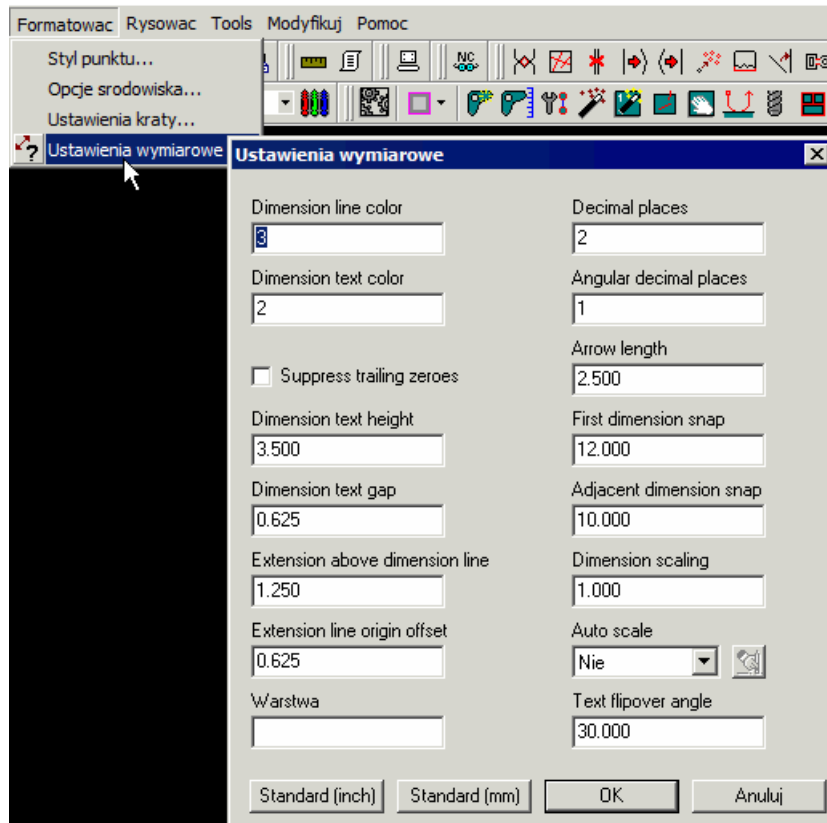 Formatowac Rysowac Tools Modyfikuj Pomoc
Styl punktu...
Opcje srodowiska...
Ustawienia kraty...
Ustawienia wymiarowe
NC
Ustawienia wymiarowe
Dimension line color
3
Decimal places
2
Dimension text color
2
Angular decimal places
1
Suppress trailing zeroes
Arrow length
2.500
Dimension text height
3.500
First dimension snap
12.000
Dimension text gap
0.625
Adjacent dimension snap
10.000
Extension above dimension line
1.250
Dimension scaling
1.000
Extension line origin offset
0.625
Auto scale
Nie
Warstwa
Text flipover angle
30.000
Standard (inch) Standard (mm) OK Anuluj